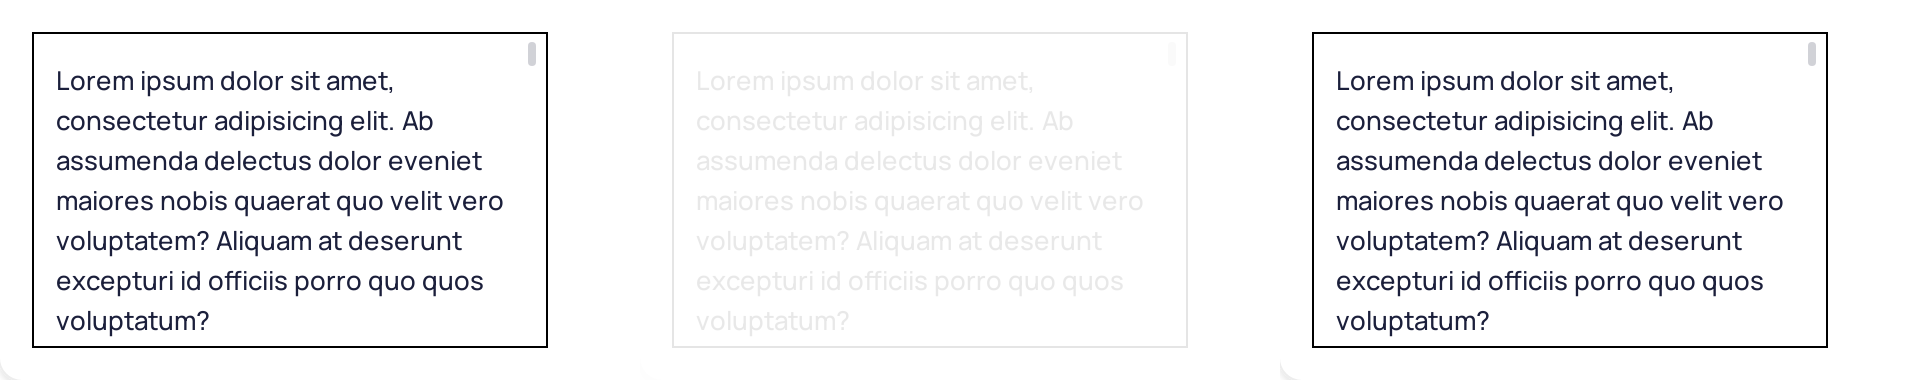 Lorem ipsum dolor sit amet,
consectetur adipisicing elit. Ab
assumenda delectus dolor eveniet
maiores nobis quaerat quo velit vero
voluptatem? Aliquam at deserunt
excepturi id officiis porro quo quos
voluptatum?
Lorem ipsum dolor sit amet,
consectetur adipisicing elit. Ab
assumenda delectus dolor eveniet
maiores nobis quaerat quo velit vero
voluptatem? Aliquam at deserunt
excepturi id officiis porro quo quos
voluptatum?
Lorem ipsum dolor sit amet,
consectetur adipisicing elit. Ab
assumenda delectus dolor eveniet
maiores nobis quaerat quo velit vero
voluptatem? Aliquam at deserunt
excepturi id officiis porro quo quos
voluptatum?